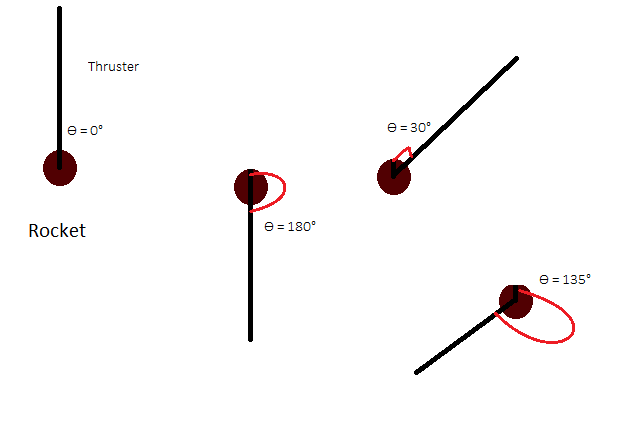 Thruster
Ө = 0°
Rocket
Ө = 180°
Ө = 30°
Ө = 135°